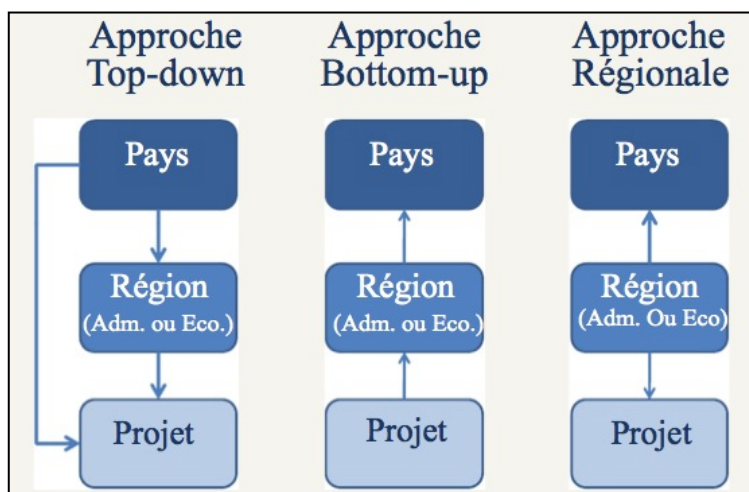 Approche
Top-down
Pays
Région
(Adm. ou Eco.)
Projet
Approche
Bottom-up
Pays
Région
(Adm. ou Eco.)
Projet
Approche
Régionale
Pays
Région
(Adm. Ou Eco)
Projet